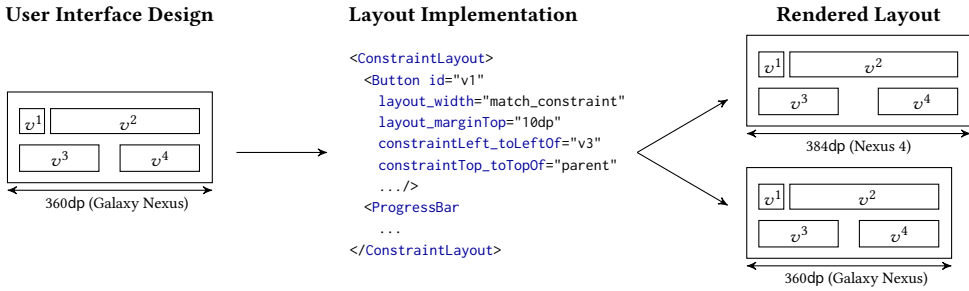 User Interface Design
v1 v2
v3 v4
360dp (Galaxy Nexus)
Layout Implementation
<ConstraintLayout>
<Button id="v1"
layout_width="match_constraint"
layout_marginTop="10dp"
constraintLeft_toLeftOf="v3"
constraintTop_toTopOf="parent"
.../>
<ProgressBar
...
</ConstraintLayout>
Rendered Layout
v1 v2
v3 v4
384dp (Nexus 4)
v1 v2
v3 v4
360dp (Galaxy Nexus)